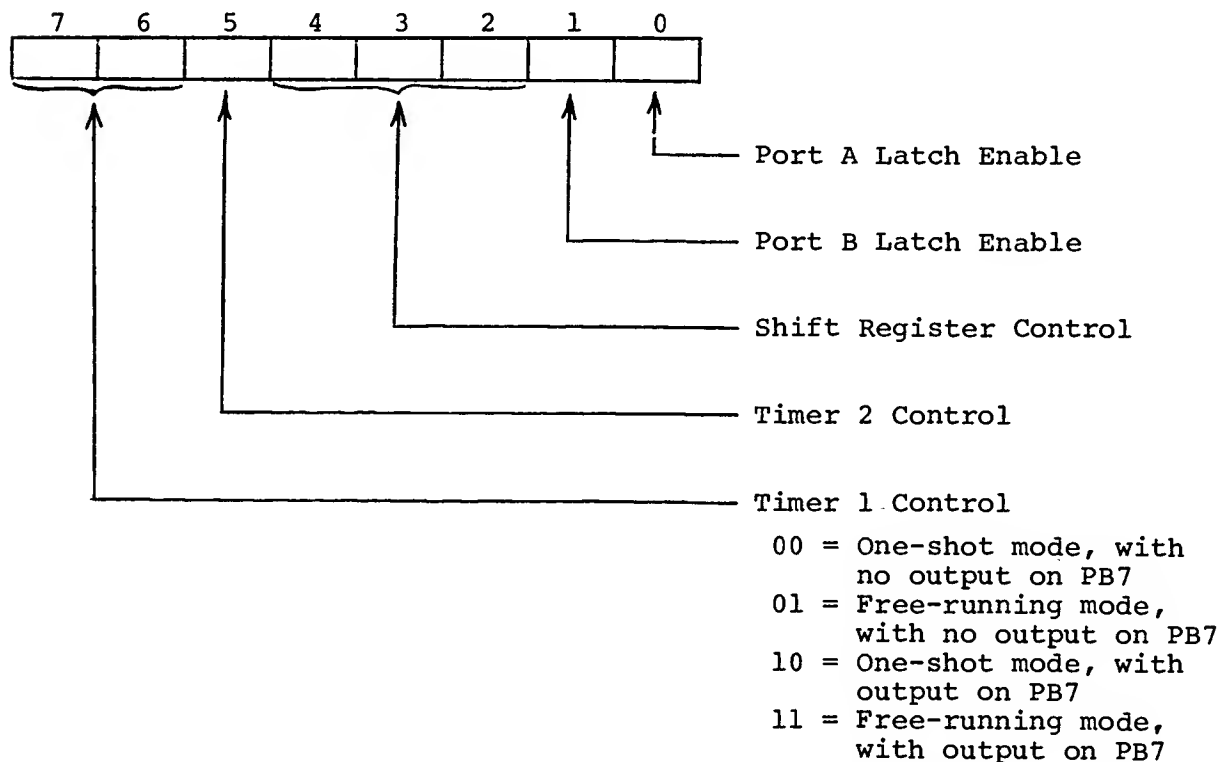 7 6 5 4 3 2 1 0
Port A Latch Enable
Port B Latch Enable
Shift Register Control
Timer 2 Control
Timer 1 Control
00 = One-shot mode, with
no output on PB7
01 = Free-running mode,
with no output on PB7
10 = One-shot mode, with
output on PB7
11 = Free-running mode,
with output on PB7